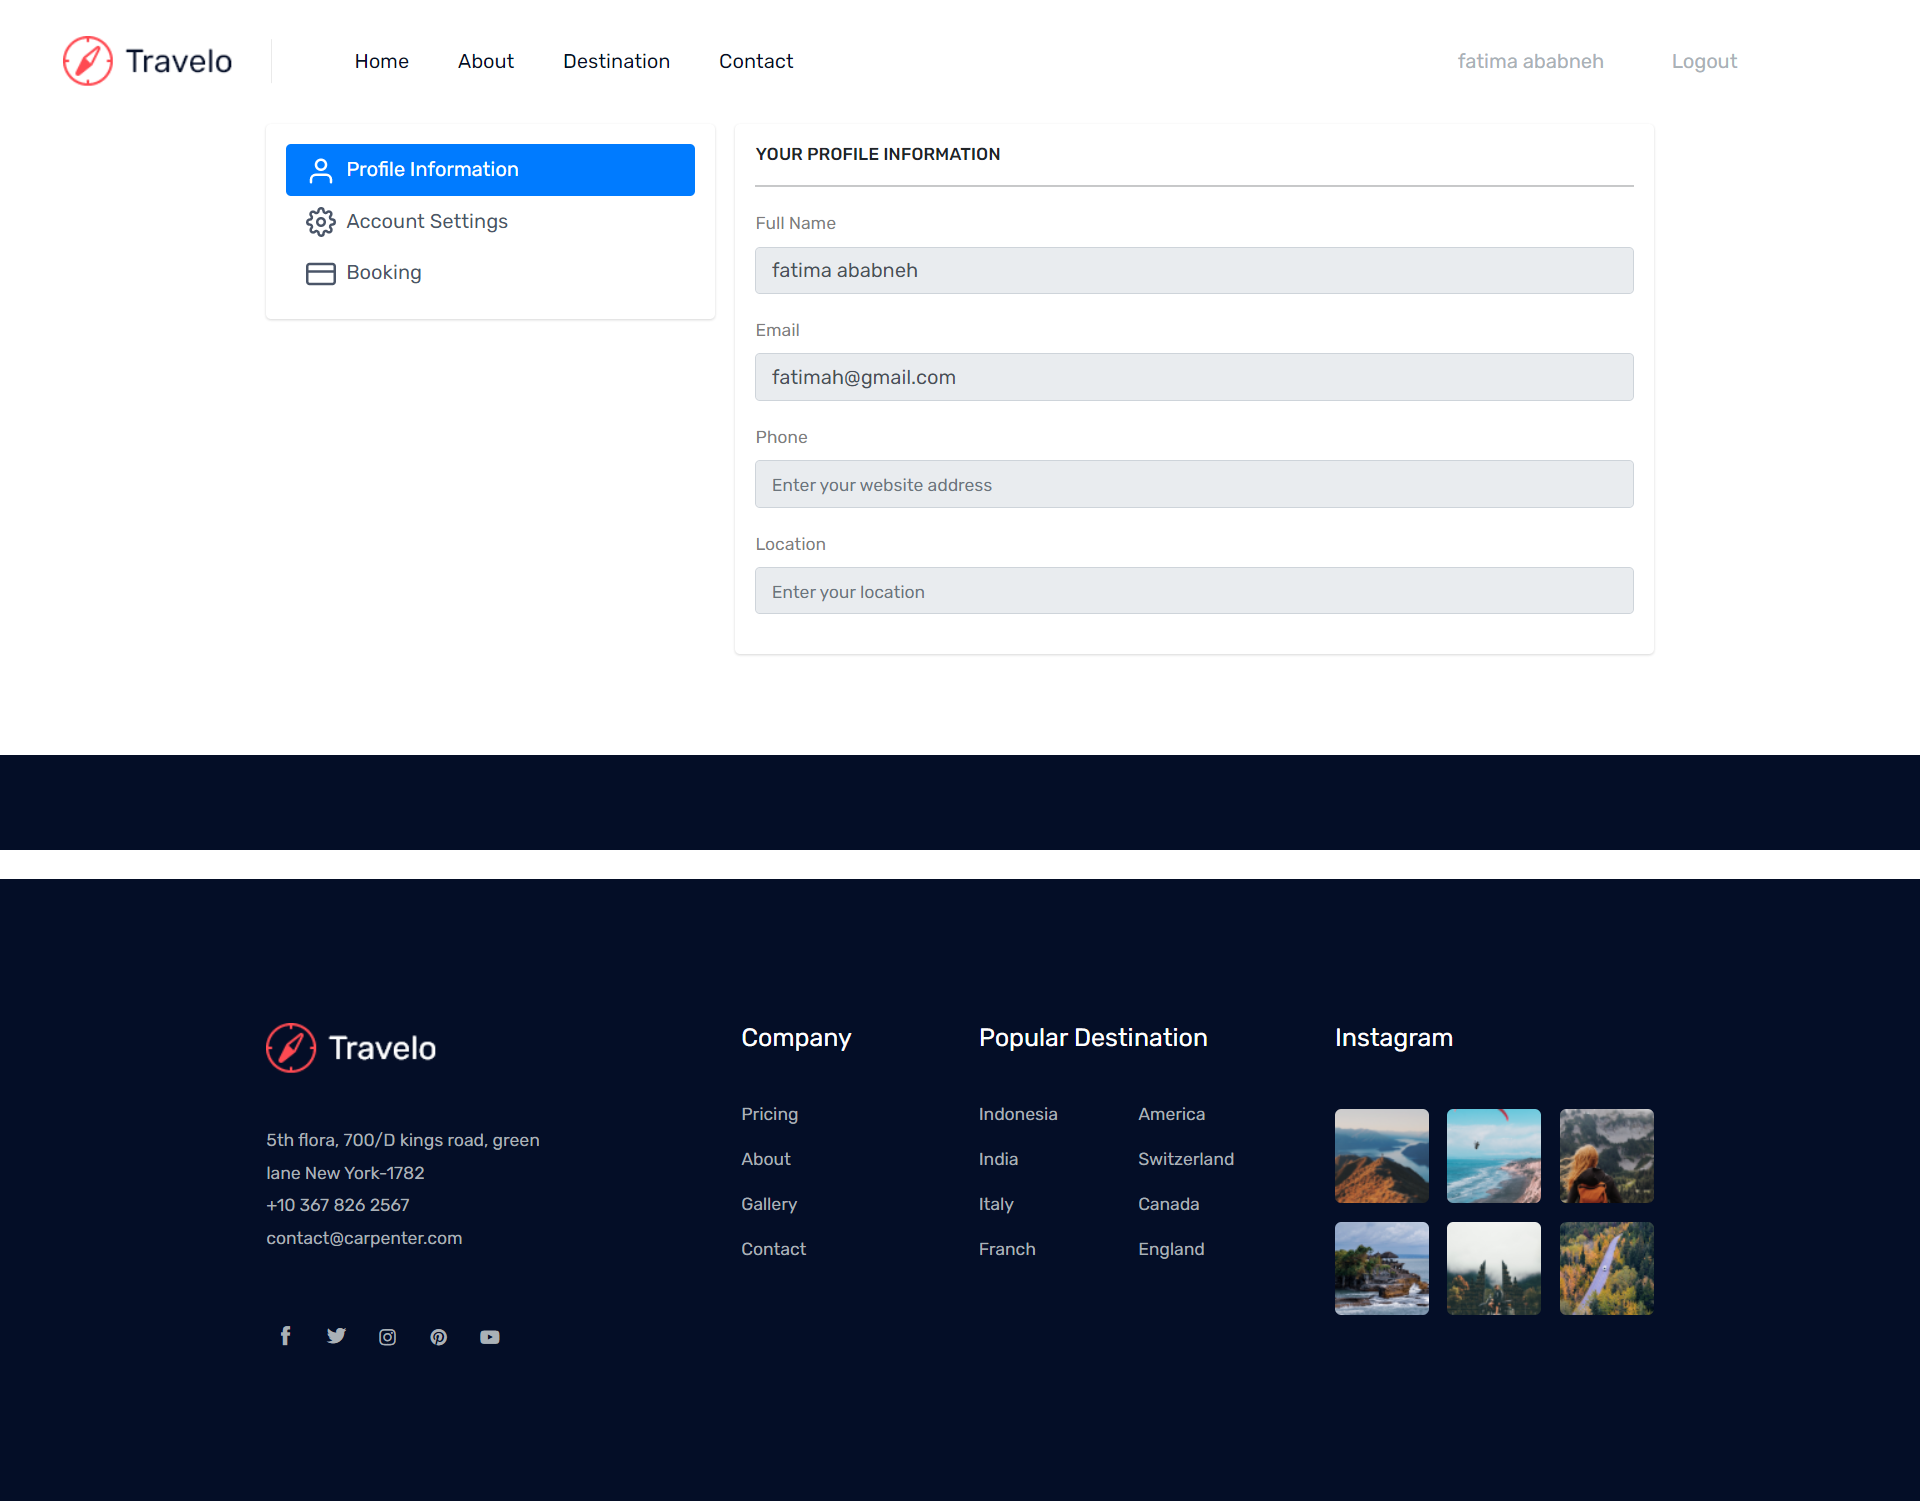 Travelo
Home About Destination Contact
fatima ababneh Logout
Profile Information
Account Settings
Booking
YOUR PROFILE INFORMATION
Full Name
fatima ababneh
Email
fatimah@gmail.com
Phone
Enter your website address
Location
Enter your location
Travelo
5th flora, 700/D kings road, green
lane New York-1782
+10 367 826 2567
contact@carpenter.com
Company
Pricing
About
Gallery
Contact
Popular Destination
Indonesia America
India Switzerland
Italy Canada
Franch England
Instagram